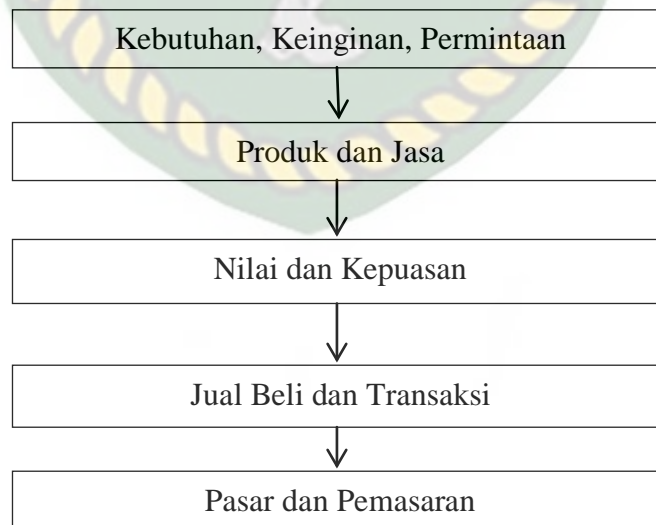 Kebutuhan, Keinginan, Permintaan
Produk dan Jasa
Nilai dan Kepuasan
Jual Beli dan Transaksi
Pasar dan Pemasaran